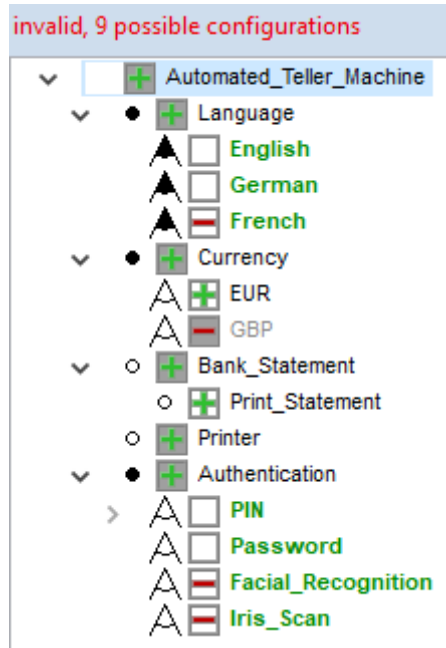 invalid, 9 possible configurations
Automated_Teller_Machine
Language
English
German
French
Currency
EUR
GBP
Bank_Statement
Print_Statement
Printer
Authentication
PIN
Password
Facial_Recognition
Iris_Scan